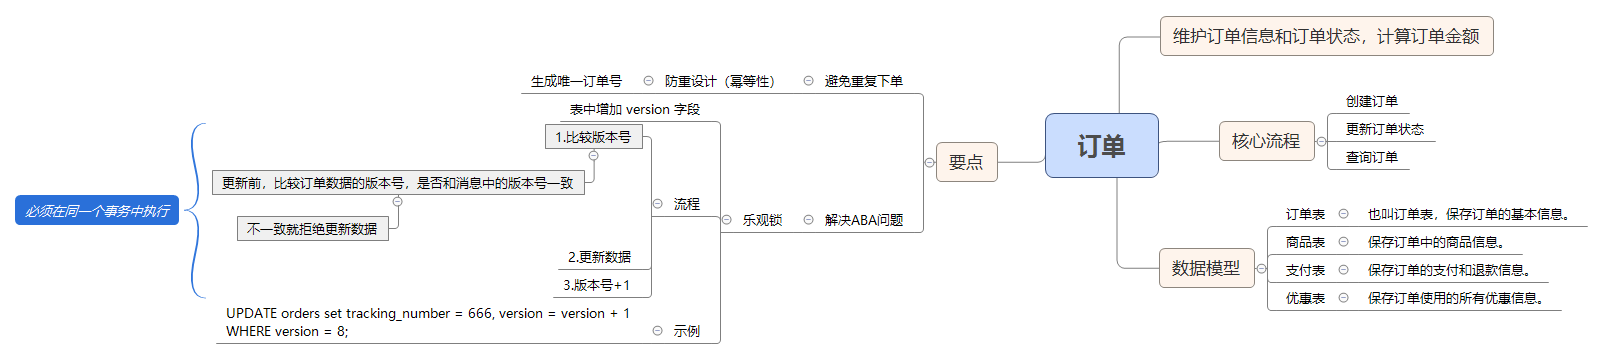 订单
维护订单信息和订单状态，计算订单金额
核心流程
创建订单
更新订单状态
查询订单
数据模型
订单表
也叫订单表，保存订单的基本信息。
商品表
保存订单中的商品信息。
支付表
保存订单的支付和退款信息。
优惠表
保存订单使用的所有优惠信息。
要点
避免重复下单
防重设计（幂等性）
生成唯一订单号
解决ABA问题
乐观锁
表中增加 version 字段
流程
1.比较版本号
更新前，比较订单数据的版本号，是否和消息中的版本号一致
不一致就拒绝更新数据
2.更新数据
3.版本号+1
必须在同一个事务中执行
示例
UPDATE orders set tracking_number = 666, version = version + 1
WHERE version = 8;